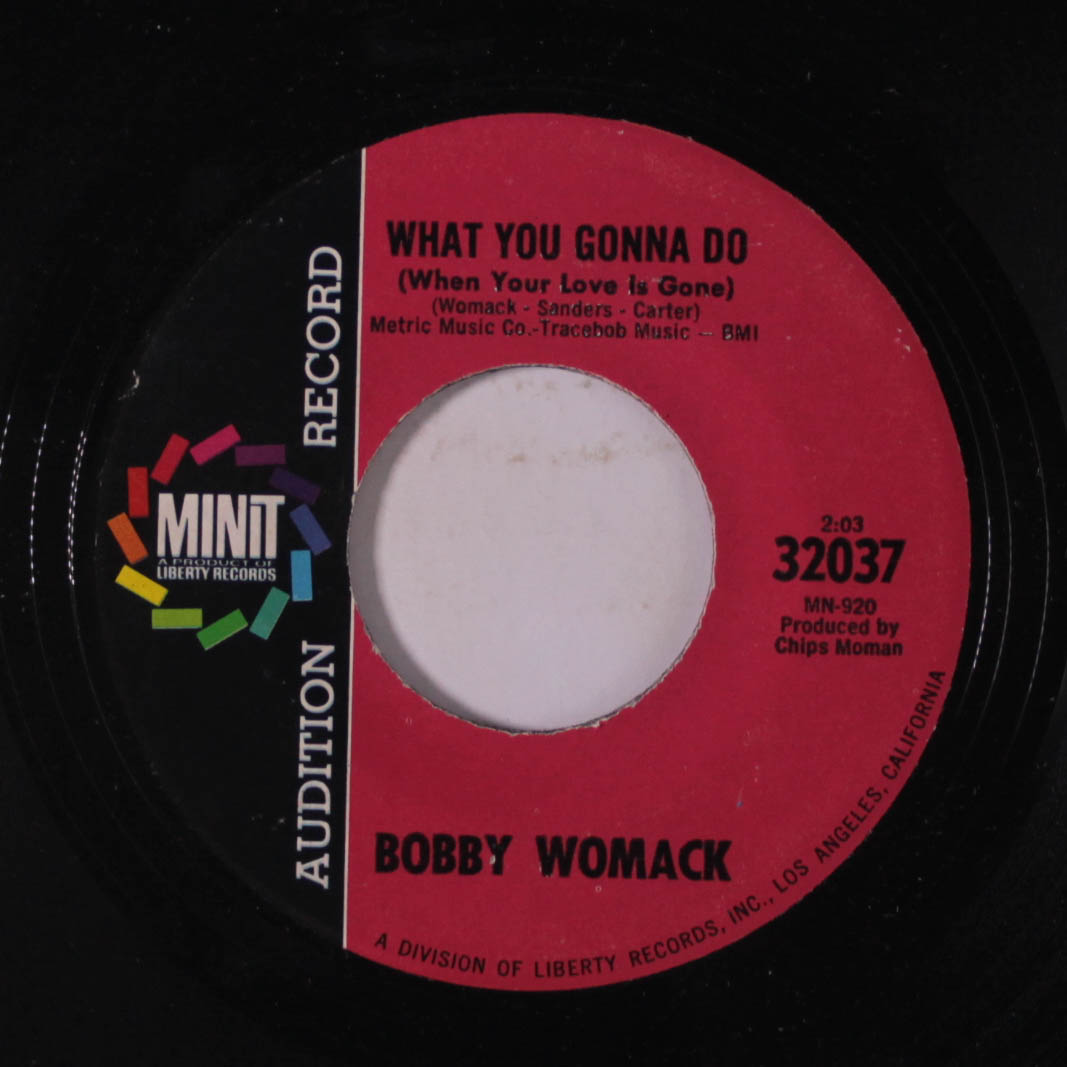 WHAT YOU GONNA DO
(When Your Love Is Gone)
(Womack - Sanders - Carter)
Metric Music Co.-Tracebob Music — BMI
AUDITION RECORD
MINIT
A PRODUCT OF
LIBERTY RECORDS
2:03
32037
MN-920
Produced by
Chips Moman
BOBBY WOMACK
A DIVISION OF LIBERTY RECORDS, INC., LOS ANGELES, CALIFORNIA